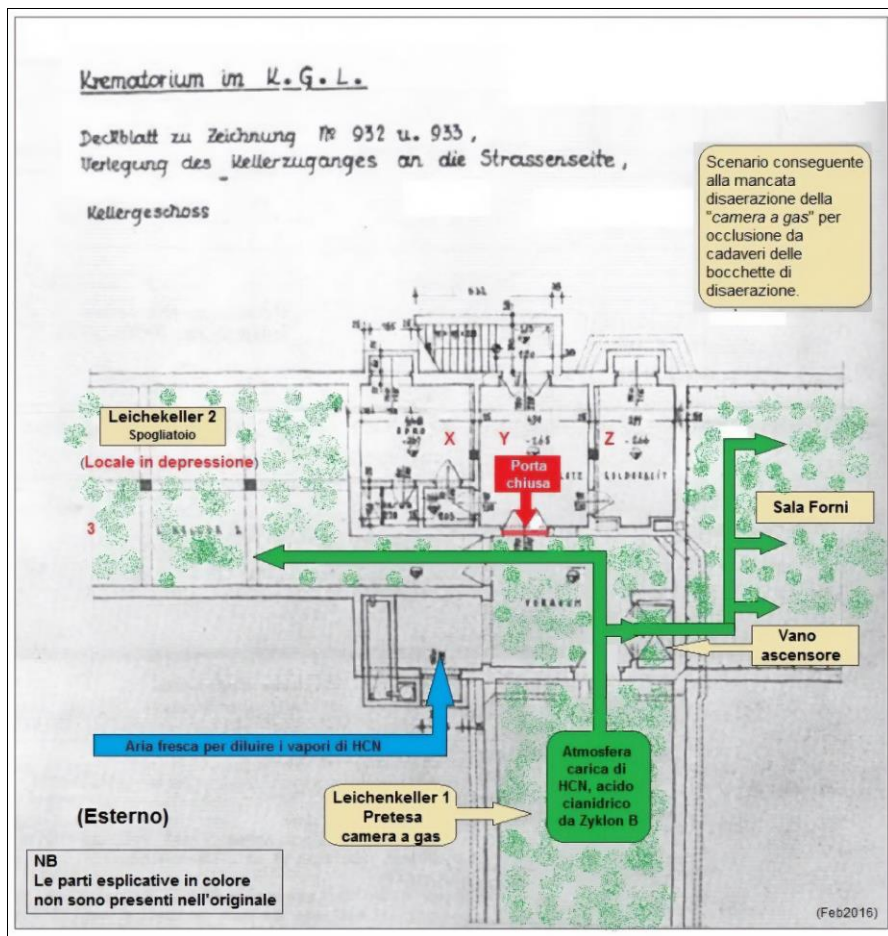 Krematorium im K.G.L.
Deckblatt zu Zeichnung № 932 u. 933,
Verlegung des Kellerzuganges an die Strassenseite,
Kellergeschoss
Scenario conseguente
alla mancata
disaerazione della
"camera a gas" per
occlusione da
cadaveri delle
bocchette di
disaerazione.
Leichekeller 2
Spogliatoio
(Locale in depressione)
X
Y
Z
Porta
chiusa
3
Sala Forni
VORRAUM
Vano
ascensore
Aria fresca per diluire i vapori di HCN
Atmosfera
carica di
HCN, acido
cianidrico
da Zyklon B
Leichenkeller 1
Pretesa
camera a gas
(Esterno)
NB
Le parti esplicative in colore
non sono presenti nell'originale
(Feb2016)